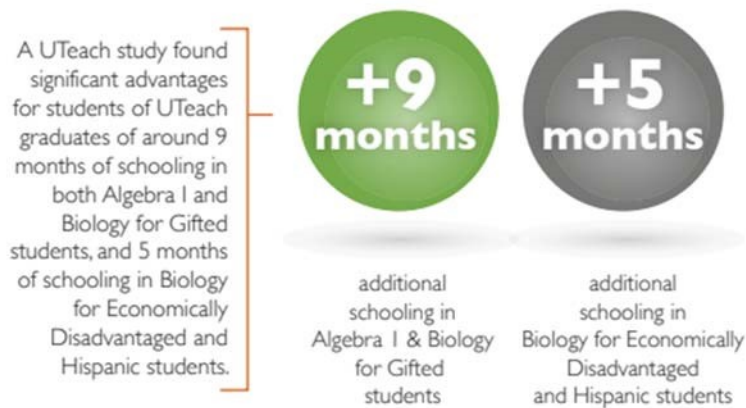 A UTeach study found
significant advantages
for students of UTeach
graduates of around 9
months of schooling in
both Algebra I and
Biology for Gifted
students, and 5 months
of schooling in Biology
for Economically
Disadvantaged and
Hispanic students.
+9
months
additional
schooling in
Algebra 1 & Biology
for Gifted
students
+5
months
additional
schooling in
Biology for Economically
Disadvantaged
and Hispanic students